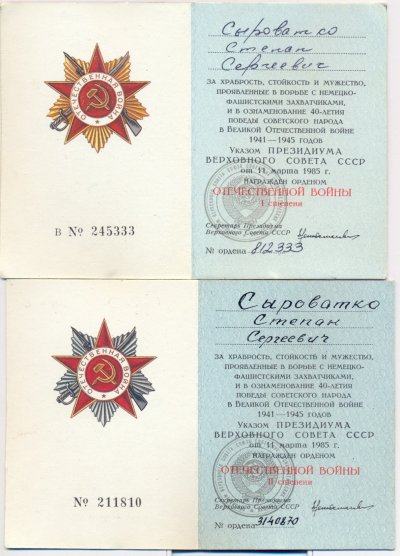 ОТЕЧЕСТВЕННАЯ ВОЙНА
В № 245333
Сыроватко
Степан
Сергеевич
ЗА ХРАБРОСТЬ, СТОЙКОСТЬ И МУЖЕСТВО,
ПРОЯВЛЕННЫЕ В БОРЬБЕ С НЕМЕЦКО-
ФАШИСТСКИМИ ЗАХВАТЧИКАМИ,
И В ОЗНАМЕНОВАНИЕ 40-ЛЕТИЯ
ПОБЕДЫ СОВЕТСКОГО НАРОДА
В ВЕЛИКОЙ ОТЕЧЕСТВЕННОЙ ВОЙНЕ
1941—1945 ГОДОВ
УКАЗОМ ПРЕЗИДИУМА
ВЕРХОВНОГО СОВЕТА СССР
от 11 марта 1985 г.
НАГРАЖДЕН ОРДЕНОМ
ОТЕЧЕСТВЕННОЙ ВОЙНЫ
I степени
Секретарь Президиума
Верховного Совета СССР
№ ордена 812333
ОТЕЧЕСТВЕННАЯ ВОЙНА
№ 211810
Сыроватко
Степан
Сергеевич
ЗА ХРАБРОСТЬ, СТОЙКОСТЬ И МУЖЕСТВО,
ПРОЯВЛЕННЫЕ В БОРЬБЕ С НЕМЕЦКО-
ФАШИСТСКИМИ ЗАХВАТЧИКАМИ,
И В ОЗНАМЕНОВАНИЕ 40-ЛЕТИЯ
ПОБЕДЫ СОВЕТСКОГО НАРОДА
В ВЕЛИКОЙ ОТЕЧЕСТВЕННОЙ ВОЙНЕ
1941—1945 ГОДОВ
УКАЗОМ ПРЕЗИДИУМА
ВЕРХОВНОГО СОВЕТА СССР
от 11 марта 1985 г.
НАГРАЖДЕН ОРДЕНОМ
ОТЕЧЕСТВЕННОЙ ВОЙНЫ
II степени
Секретарь Президиума
Верховного Совета СССР
№ ордена 3140870